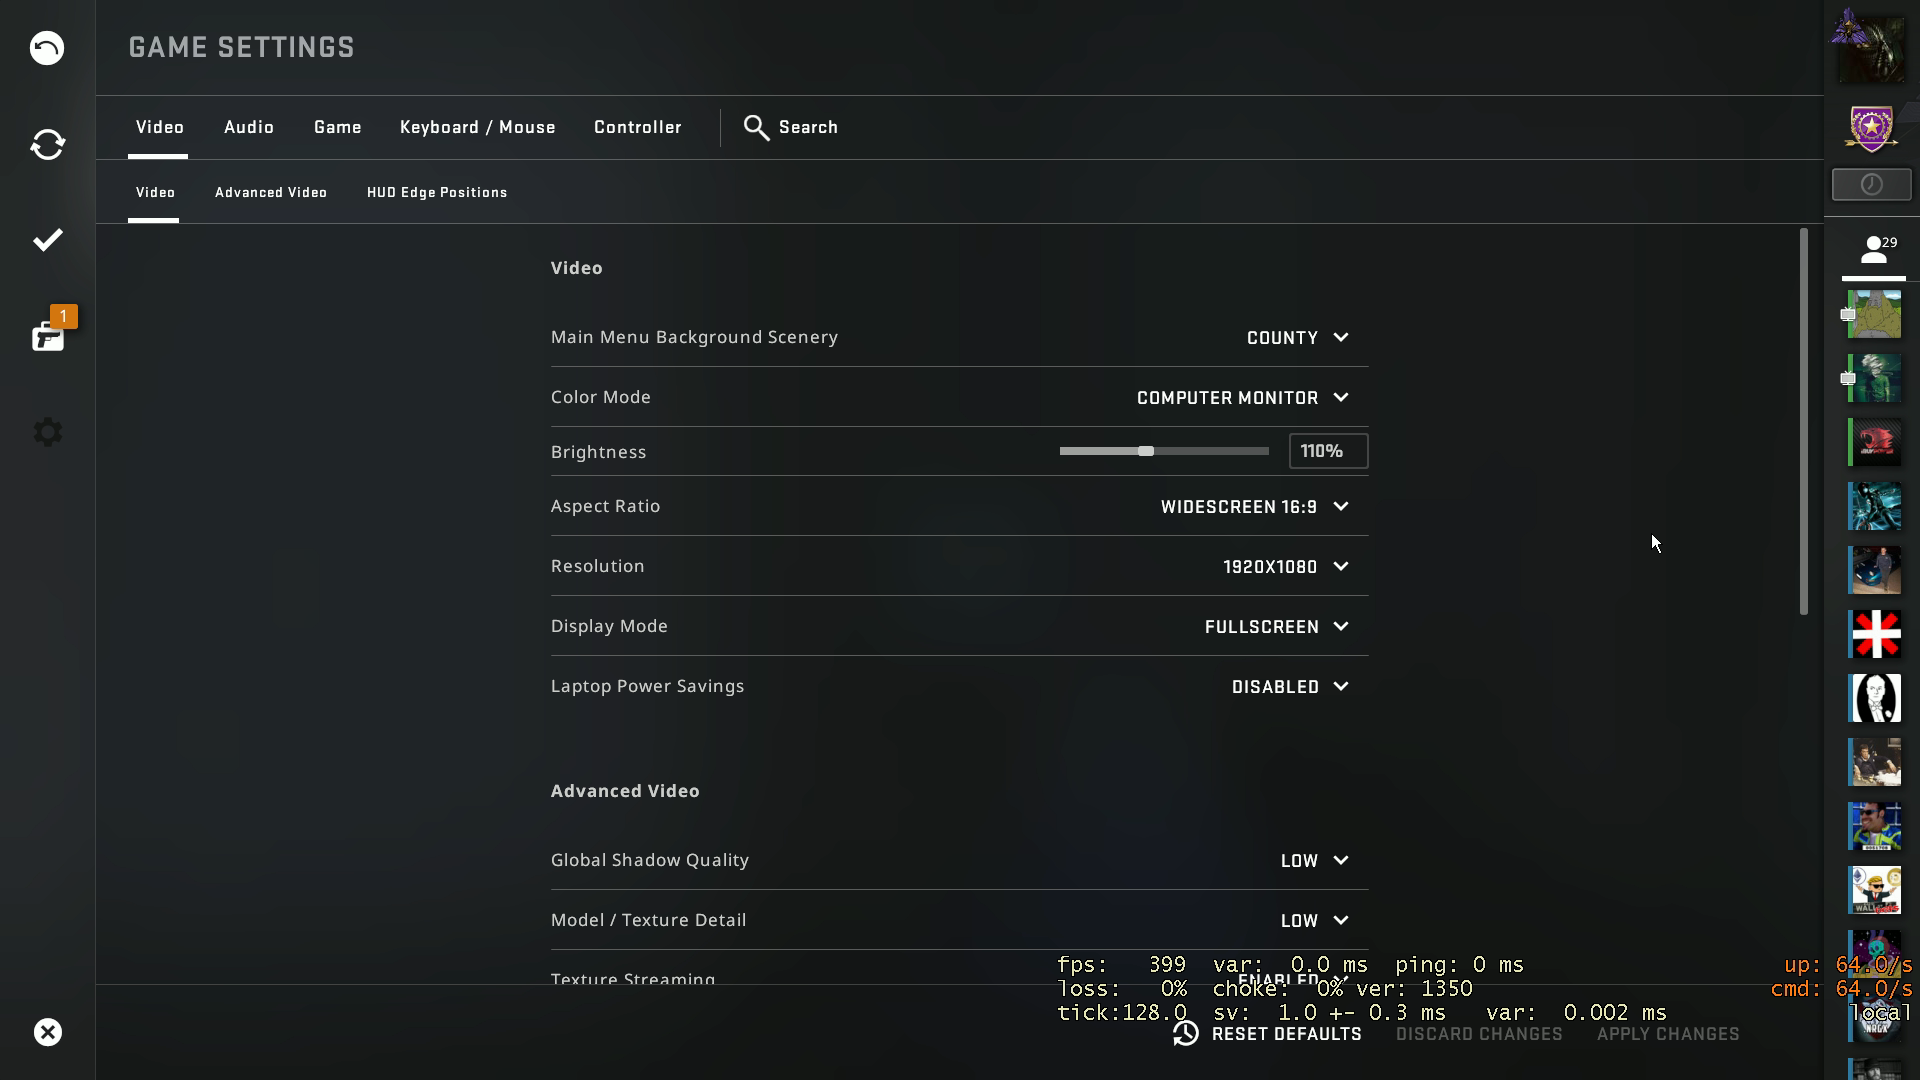 GAME SETTINGS
Video Audio Game Keyboard / Mouse Controller Search
Video Advanced Video HUD Edge Positions
29
1
Video
Main Menu Background Scenery COUNTY
Color Mode COMPUTER MONITOR
Brightness 110%
Aspect Ratio WIDESCREEN 16:9
Resolution 1920X1080
Display Mode FULLSCREEN
Laptop Power Savings DISABLED
Advanced Video
Global Shadow Quality LOW
Model / Texture Detail LOW
Texture Streaming ENABLED
fps: 399 var: 0.0 ms ping: 0 ms up: 64.0/s
loss: 0% choke: 0% ver: 1350 cmd: 64.0/s
tick:128.0 sv: 1.0 +- 0.3 ms var: 0.002 ms local
RESET DEFAULTS DISCARD CHANGES APPLY CHANGES